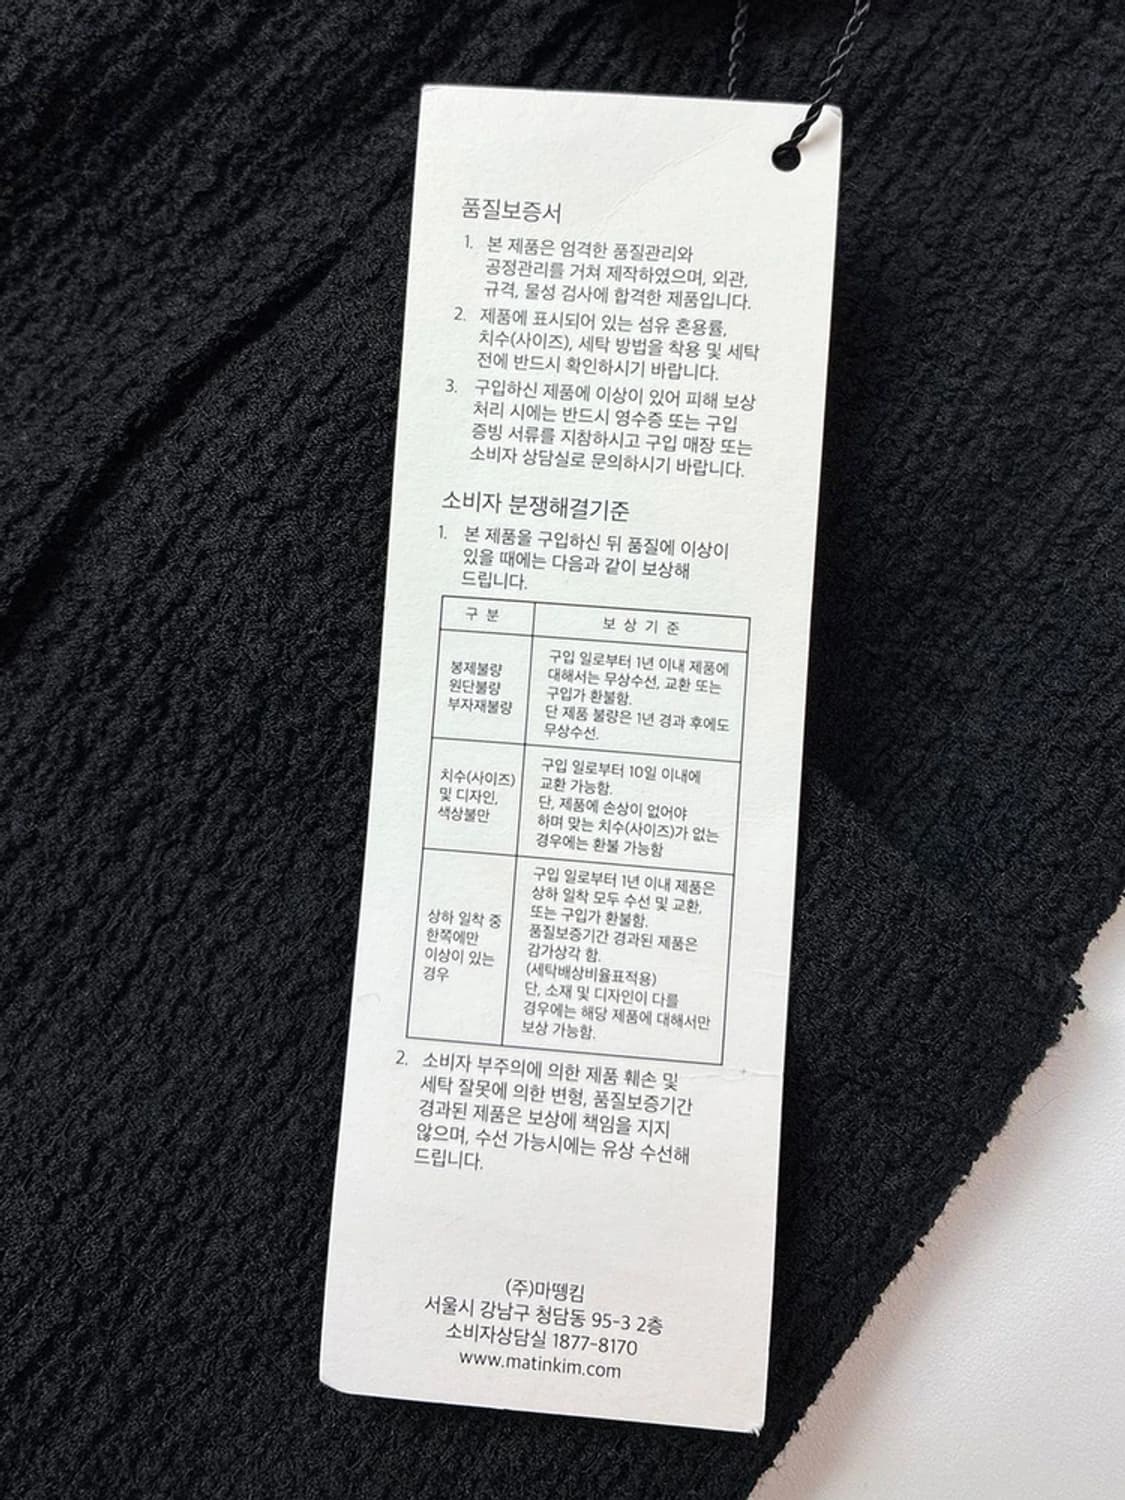 품질보증서
1. 본 제품은 엄격한 품질관리와
공정관리를 거쳐 제작하였으며, 외관,
규격, 물성 검사에 합격한 제품입니다.
2. 제품에 표시되어 있는 섬유 혼용률,
치수(사이즈), 세탁 방법을 착용 및 세탁
전에 반드시 확인하시기 바랍니다.
3. 구입하신 제품에 이상이 있어 피해 보상
처리 시에는 반드시 영수증 또는 구입
증빙 서류를 지참하시고 구입 매장 또는
소비자 상담실로 문의하시기 바랍니다.
소비자 분쟁해결기준
1. 본 제품을 구입하신 뒤 품질에 이상이
있을 때에는 다음과 같이 보상해
드립니다.
구 분
보 상 기 준
봉제불량
원단불량
부자재불량
구입 일로부터 1년 이내 제품에
대해서는 무상수선, 교환 또는
구입가 환불함.
단 제품 불량은 1년 경과 후에도
무상수선.
치수(사이즈)
및 디자인,
색상불만
구입 일로부터 10일 이내에
교환 가능함.
단, 제품에 손상이 없어야
하며 맞는 치수(사이즈)가 없는
경우에는 환불 가능함
상하 일착 중
한쪽에만
이상이 있는
경우
구입 일로부터 1년 이내 제품은
상하 일착 모두 수선 및 교환,
또는 구입가 환불함.
품질보증기간 경과된 제품은
감가상각 함.
(세탁배상비율표적용)
단, 소재 및 디자인이 다를
경우에는 해당 제품에 대해서만
보상 가능함.
2. 소비자 부주의에 의한 제품 훼손 및
세탁 잘못에 의한 변형, 품질보증기간
경과된 제품은 보상에 책임을 지지
않으며, 수선 가능시에는 유상 수선해
드립니다.
(주)마뗑킴
서울시 강남구 청담동 95-3 2층
소비자상담실 1877-8170
www.matinkim.com